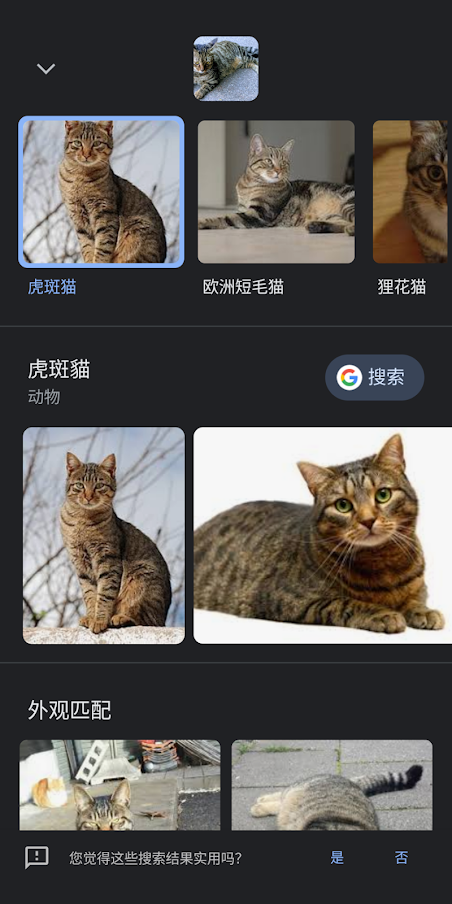 虎斑猫
欧洲短毛猫
狸花猫
虎斑貓
搜索
动物
外观匹配
您觉得这些搜索结果实用吗?
是
否